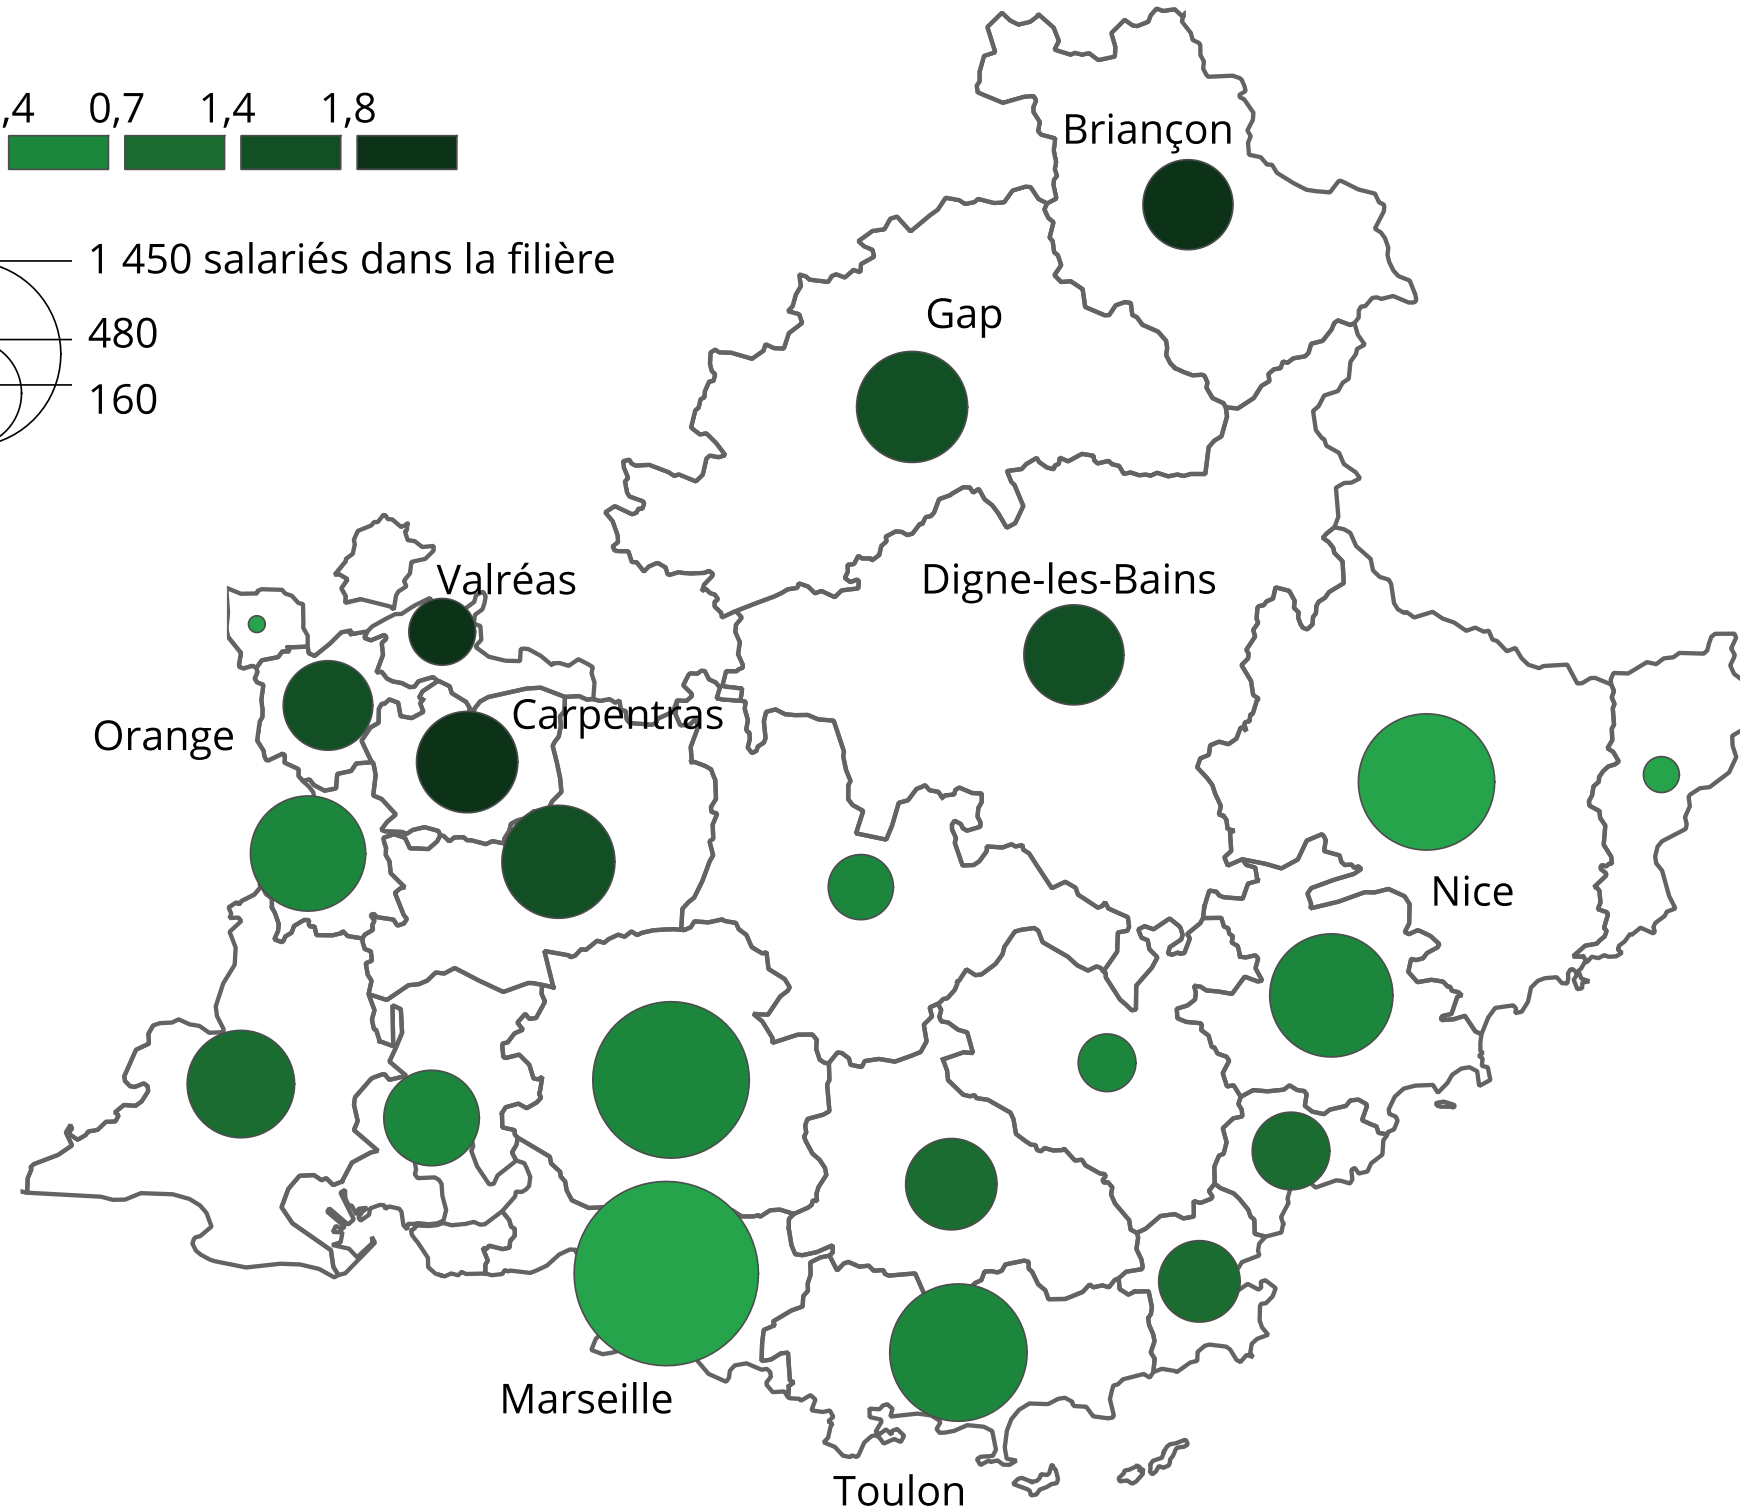 ,4 0,7 1,4 1,8
1 450 salariés dans la filière
480
160
Briançon
Gap
Valréas
Digne-les-Bains
Carpentras
Orange
Nice
Marseille
Toulon